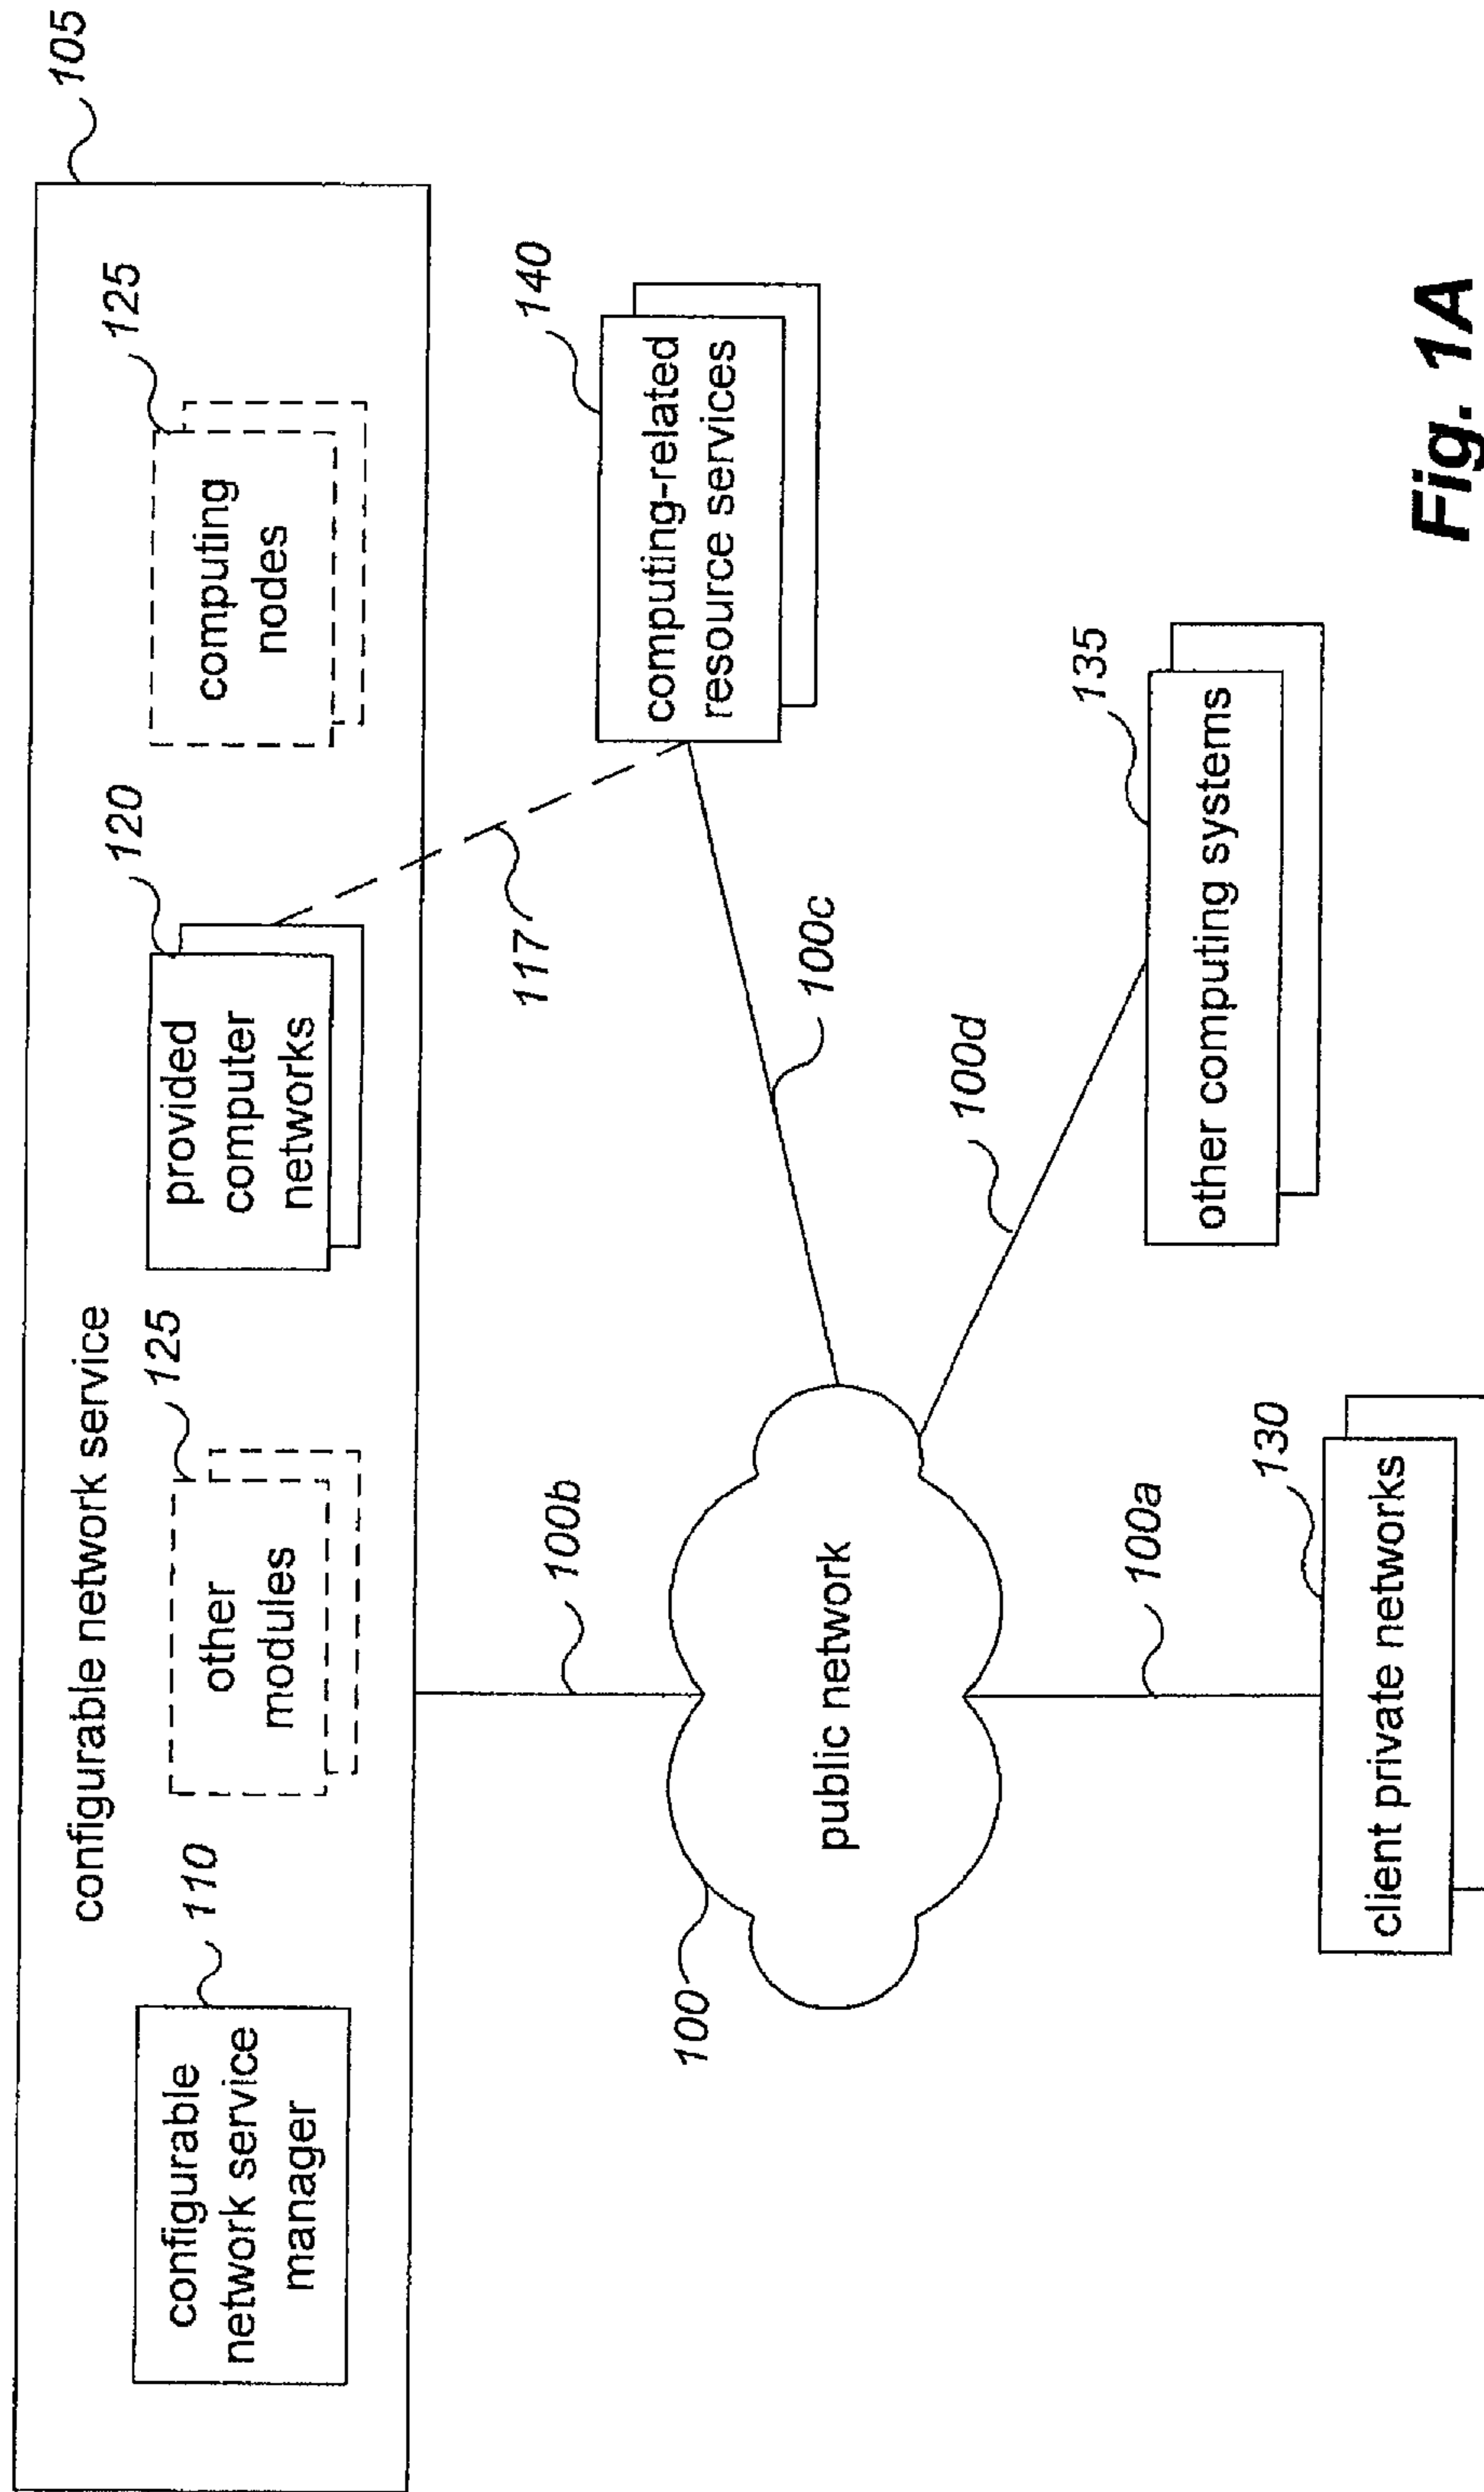 105
configurable network service
110
configurable
network service
manager
125
other
modules
120
provided
computer
networks
125
computing
nodes
117
140
computing-related
resource services
100b
100c
100
public network
100d
135
other computing systems
100a
130
client private networks
Fig. 1A